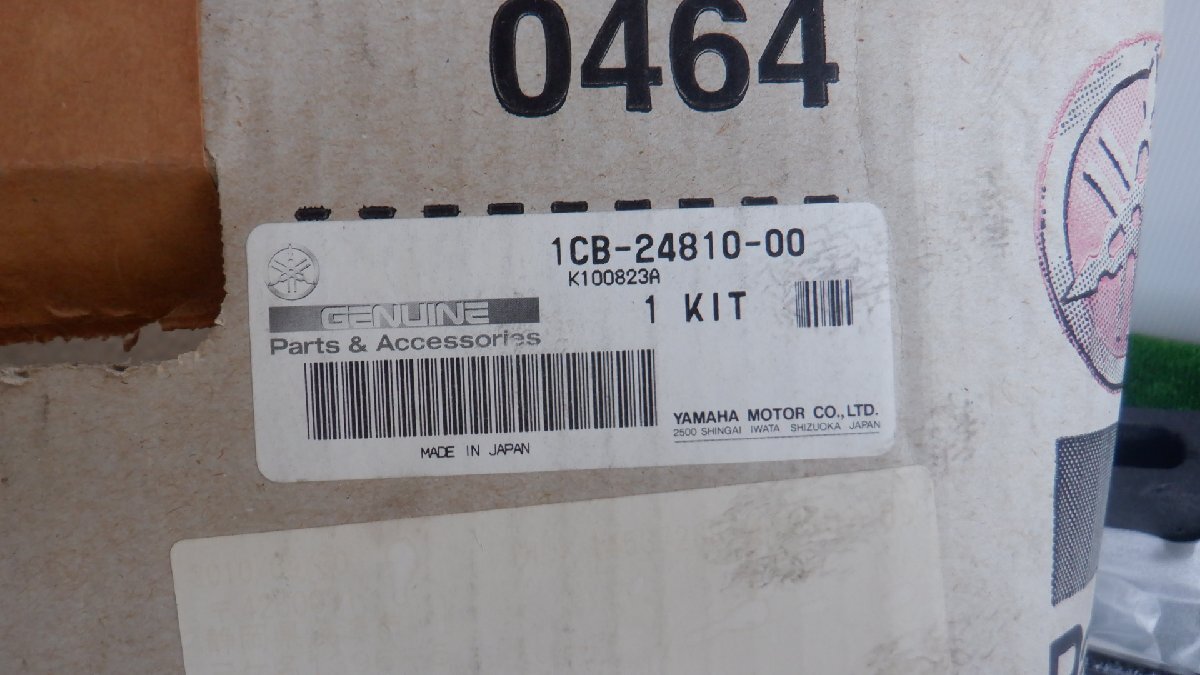 0464
1CB-24810-00
K100823A
1 KIT
GENUINE
Parts & Accessories
MADE IN JAPAN
YAMAHA MOTOR CO., LTD.
2500 SHINGAI IWATA SHIZUOKA JAPAN